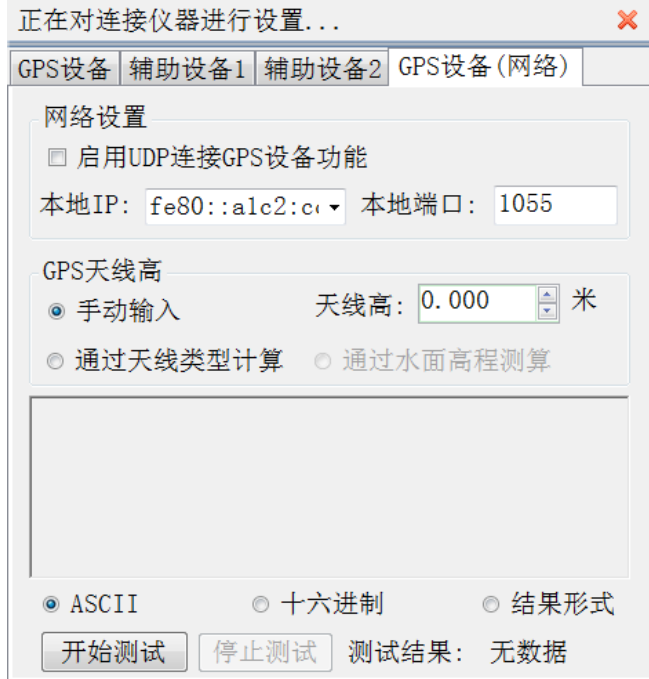 正在对连接仪器进行设置...
GPS设备 辅助设备1 辅助设备2 GPS设备(网络)
网络设置
启用UDP连接GPS设备功能
本地IP: fe80::a1c2:c 本地端口: 1055
GPS天线高
手动输入 天线高: 0.000 米
通过天线类型计算 通过水面高程测算
ASCII 十六进制 结果形式
开始测试 停止测试 测试结果: 无数据